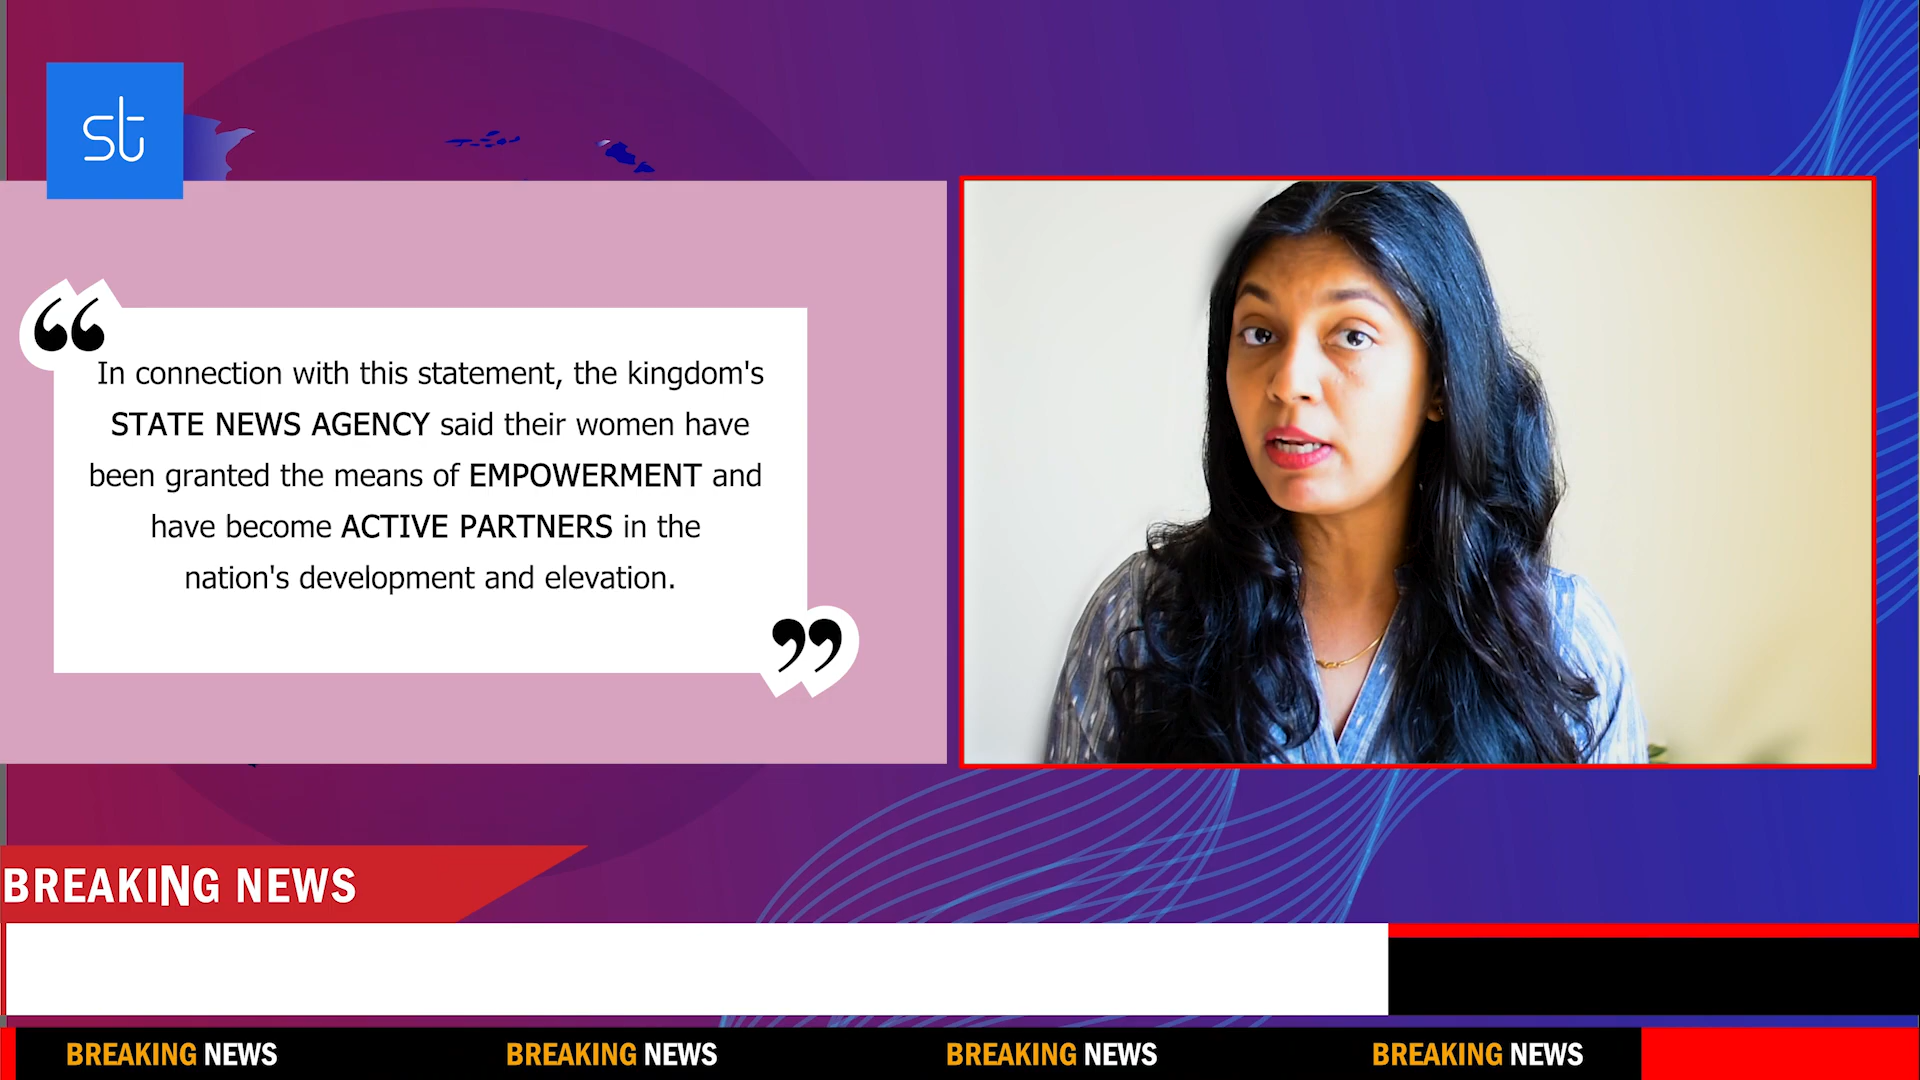 st
“
In connection with this statement, the kingdom's
STATE NEWS AGENCY said their women have
been granted the means of EMPOWERMENT and
have become ACTIVE PARTNERS in the
nation's development and elevation.
”
BREAKING NEWS
BREAKING NEWS BREAKING NEWS BREAKING NEWS BREAKING NEWS